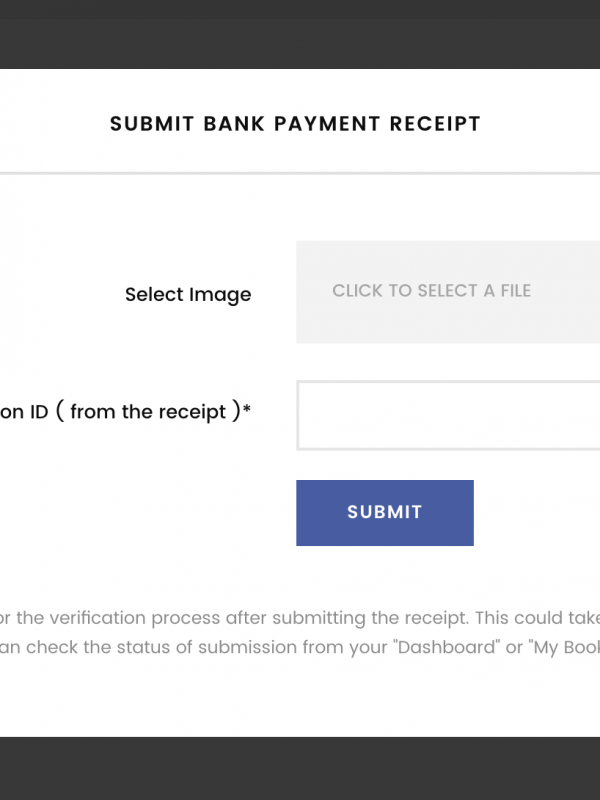 SUBMIT BANK PAYMENT RECEIPT
Select Image
CLICK TO SELECT A FILE
on ID ( from the receipt )*
SUBMIT
or the verification process after submitting the receipt. This could take
an check the status of submission from your "Dashboard" or "My Book